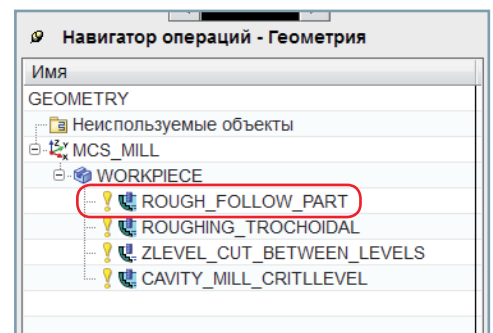 Навигатор операций - Геометрия
Имя
GEOMETRY
Неиспользуемые объекты
MCS_MILL
WORKPIECE
ROUGH_FOLLOW_PART
ROUGHING_TROCHOIDAL
ZLEVEL_CUT_BETWEEN_LEVELS
CAVITY_MILL_CRITLLEVEL